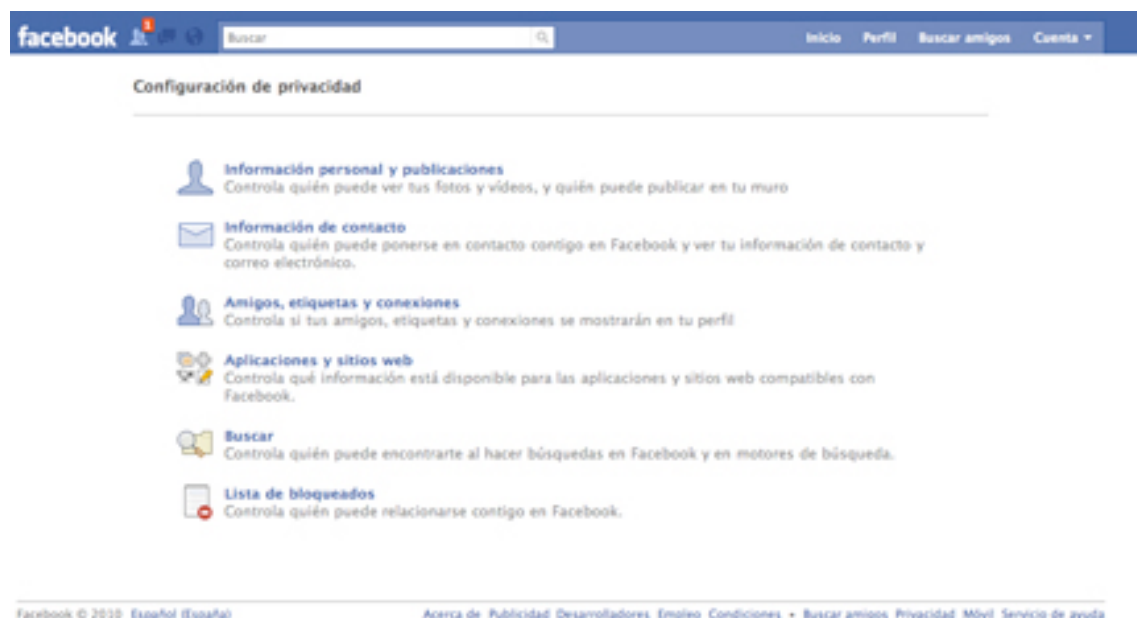 facebook 1 Buscar Inicio Perfil Buscar amigos Cuenta
Configuración de privacidad
Información personal y publicaciones
Controla quién puede ver tus fotos y vídeos, y quién puede publicar en tu muro
Información de contacto
Controla quién puede ponerse en contacto contigo en Facebook y ver tu información de contacto y
correo electrónico.
Amigos, etiquetas y conexiones
Controla si tus amigos, etiquetas y conexiones se mostrarán en tu perfil
Aplicaciones y sitios web
Controla qué información está disponible para las aplicaciones y sitios web compatibles con
Facebook.
Buscar
Controla quién puede encontrarte al hacer búsquedas en Facebook y en motores de búsqueda.
Lista de bloqueados
Controla quién puede relacionarse contigo en Facebook.
Facebook © 2010 Español (España) Acerca de Publicidad Desarrolladores Empleo Condiciones • Buscar amigos Privacidad Móvil Servicio de ayuda